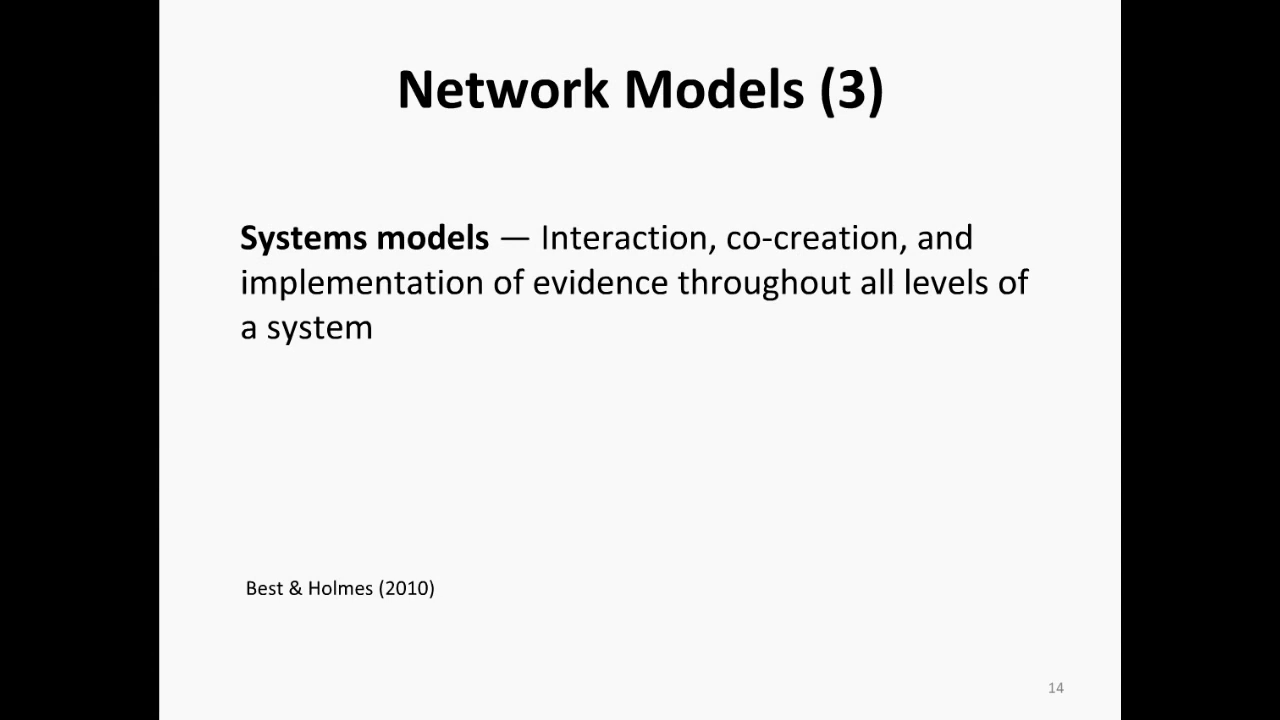 Network Models (3)
Systems models — Interaction, co-creation, and
implementation of evidence throughout all levels of
a system
Best & Holmes (2010)
14